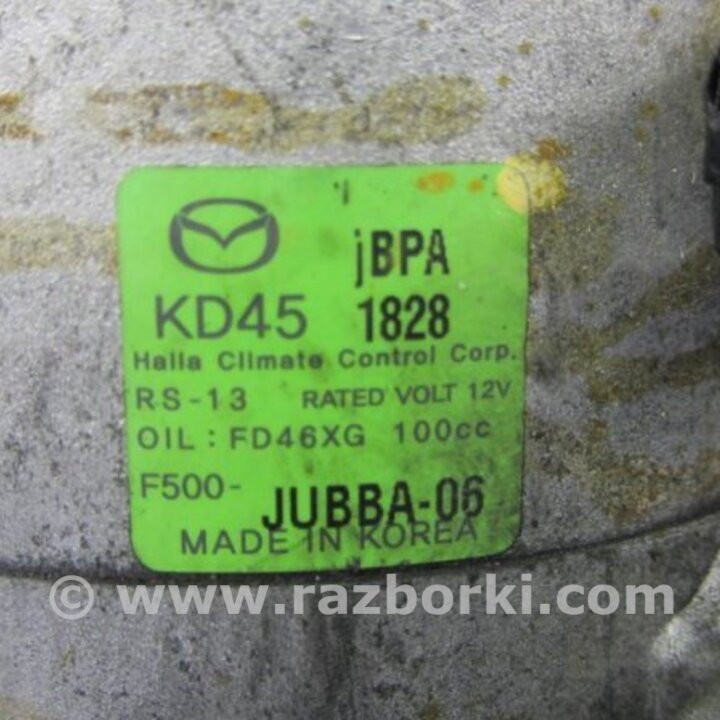 jBPA
KD45 1828
Halla Climate Control Corp.
RS-13 RATED VOLT 12V
OIL: FD46XG 100cc
F500-JUBBA-06
MADE IN KOREA
© www.razborki.com